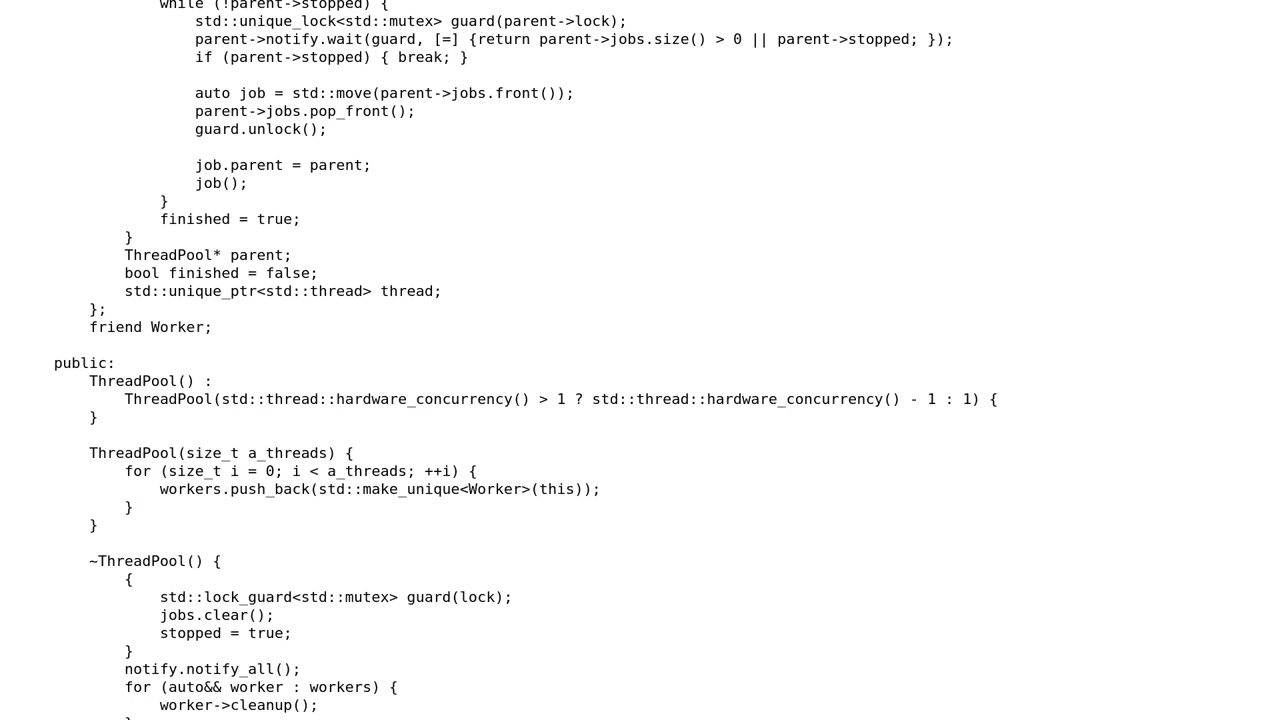 while (!parent->stopped) {
std::unique_lock<std::mutex> guard(parent->lock);
parent->notify.wait(guard, [=] {return parent->jobs.size() > 0 || parent->stopped; });
if (parent->stopped) { break; }
auto job = std::move(parent->jobs.front());
parent->jobs.pop_front();
guard.unlock();
job.parent = parent;
job();
}
finished = true;
}
ThreadPool* parent;
bool finished = false;
std::unique_ptr<std::thread> thread;
};
friend Worker;
public:
ThreadPool() :
ThreadPool(std::thread::hardware_concurrency() > 1 ? std::thread::hardware_concurrency() - 1 : 1) {
}
ThreadPool(size_t a_threads) {
for (size_t i = 0; i < a_threads; ++i) {
workers.push_back(std::make_unique<Worker>(this));
}
}
~ThreadPool() {
{
std::lock_guard<std::mutex> guard(lock);
jobs.clear();
stopped = true;
}
notify.notify_all();
for (auto&& worker : workers) {
worker->cleanup();
}